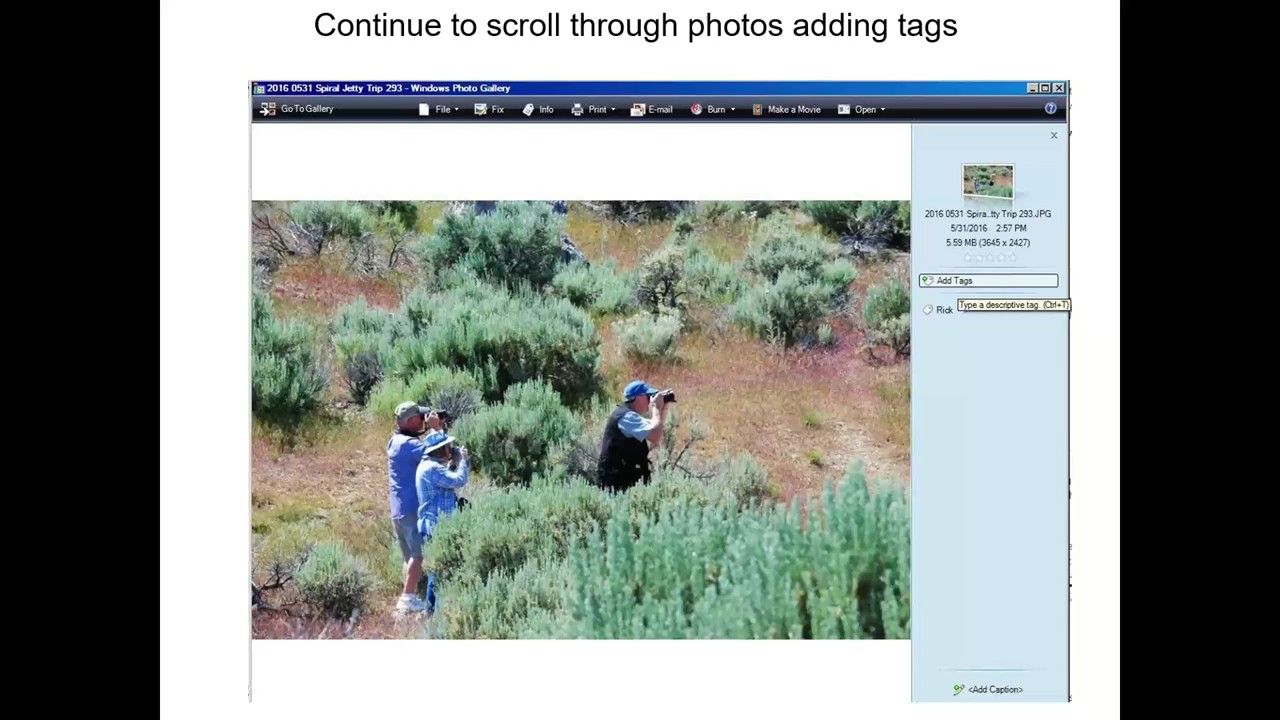 Continue to scroll through photos adding tags
2016 0531 Spiral Jetty Trip 293 - Windows Photo Gallery
Go To Gallery File Fix Info Print E-mail Burn Make a Movie Open
2016 0531 Spira...tty Trip 293.JPG
5/31/2016 2:57 PM
5.59 MB (3645 x 2427)
Add Tags
Type a descriptive tag. (Ctrl+T)
Rick
<Add Caption>